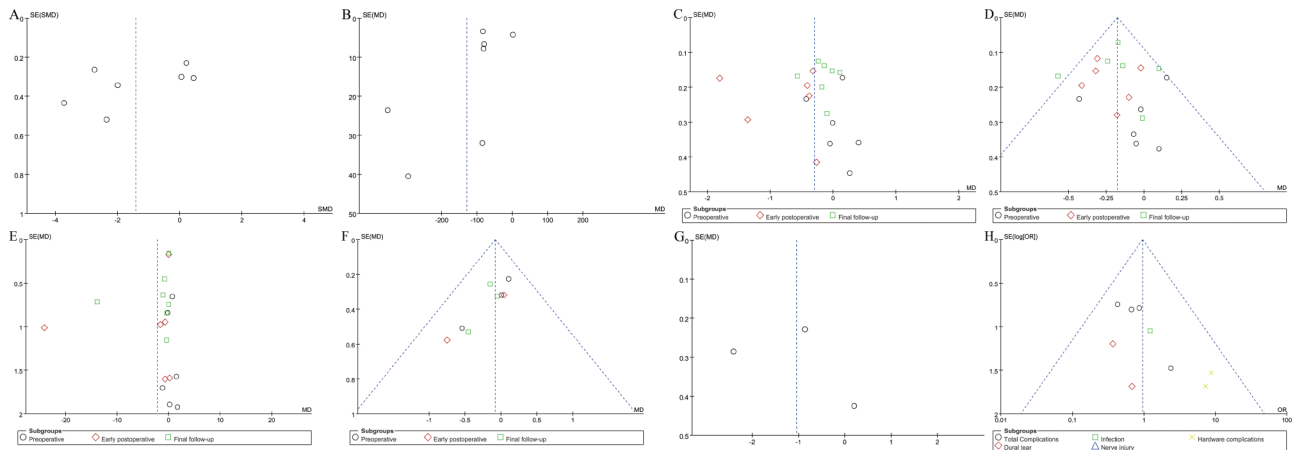 A
SE(SMD)
0
0.2
0.4
0.6
0.8
1
-4
-2
0
2
4
SMD
B
SE(MD)
0
10
20
30
40
50
-200
-100
0
100
200
MD
C
SE(MD)
0
0.1
0.2
0.3
0.4
0.5
-2
-1
0
1
2
MD
Subgroups
Preoperative
Early postoperative
Final follow-up
D
SE(MD)
0
0.1
0.2
0.3
0.4
0.5
-0.5
-0.25
0
0.25
0.5
MD
Subgroups
Preoperative
Early postoperative
Final follow-up
E
SE(MD)
0
0.5
1
1.5
2
-20
-10
0
10
20
MD
Subgroups
Preoperative
Early postoperative
Final follow-up
F
SE(MD)
0
0.2
0.4
0.6
0.8
1
-1
-0.5
0
0.5
1
MD
Subgroups
Preoperative
Early postoperative
Final follow-up
G
SE(MD)
0
0.1
0.2
0.3
0.4
0.5
-2
-1
0
1
2
MD
H
SE(log[OR])
0
0.5
1
1.5
2
0.1
1
10
100
OR
Subgroups
Total Complications
Infection
Hardware complications
Dural tear
Nerve injury